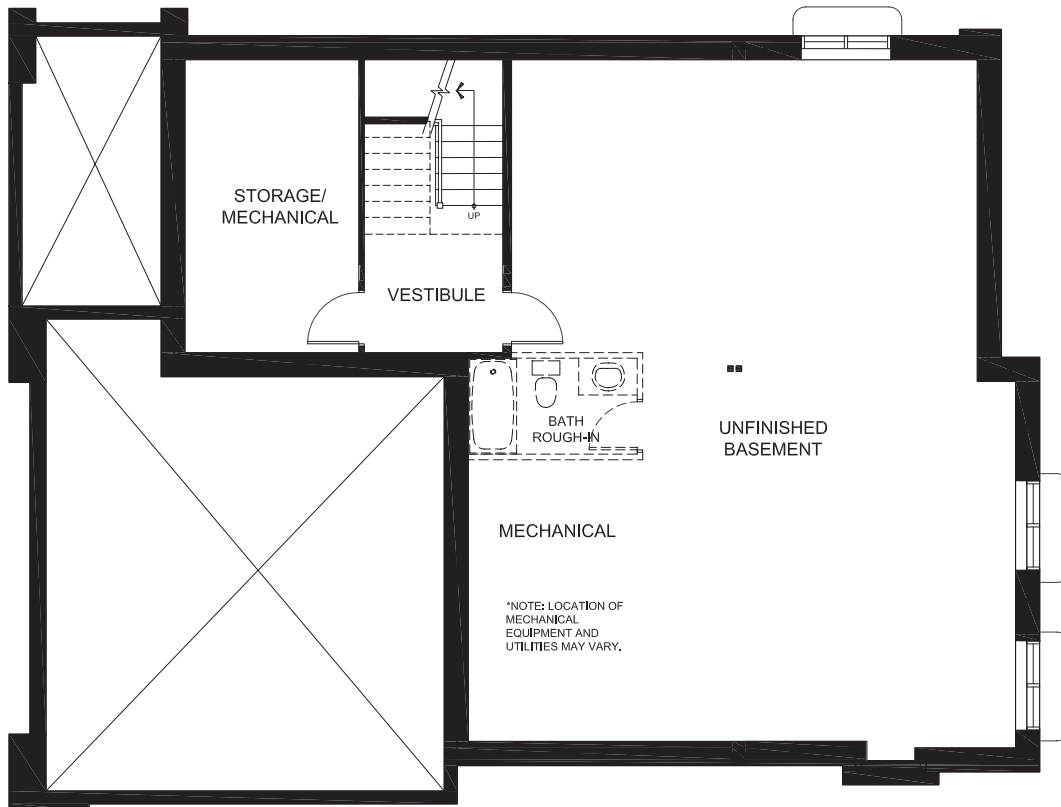 STORAGE/
MECHANICAL
UP
VESTIBULE
BATH
ROUGH-IN
UNFINISHED
BASEMENT
MECHANICAL
*NOTE: LOCATION OF
MECHANICAL
EQUIPMENT AND
UTILITIES MAY VARY.